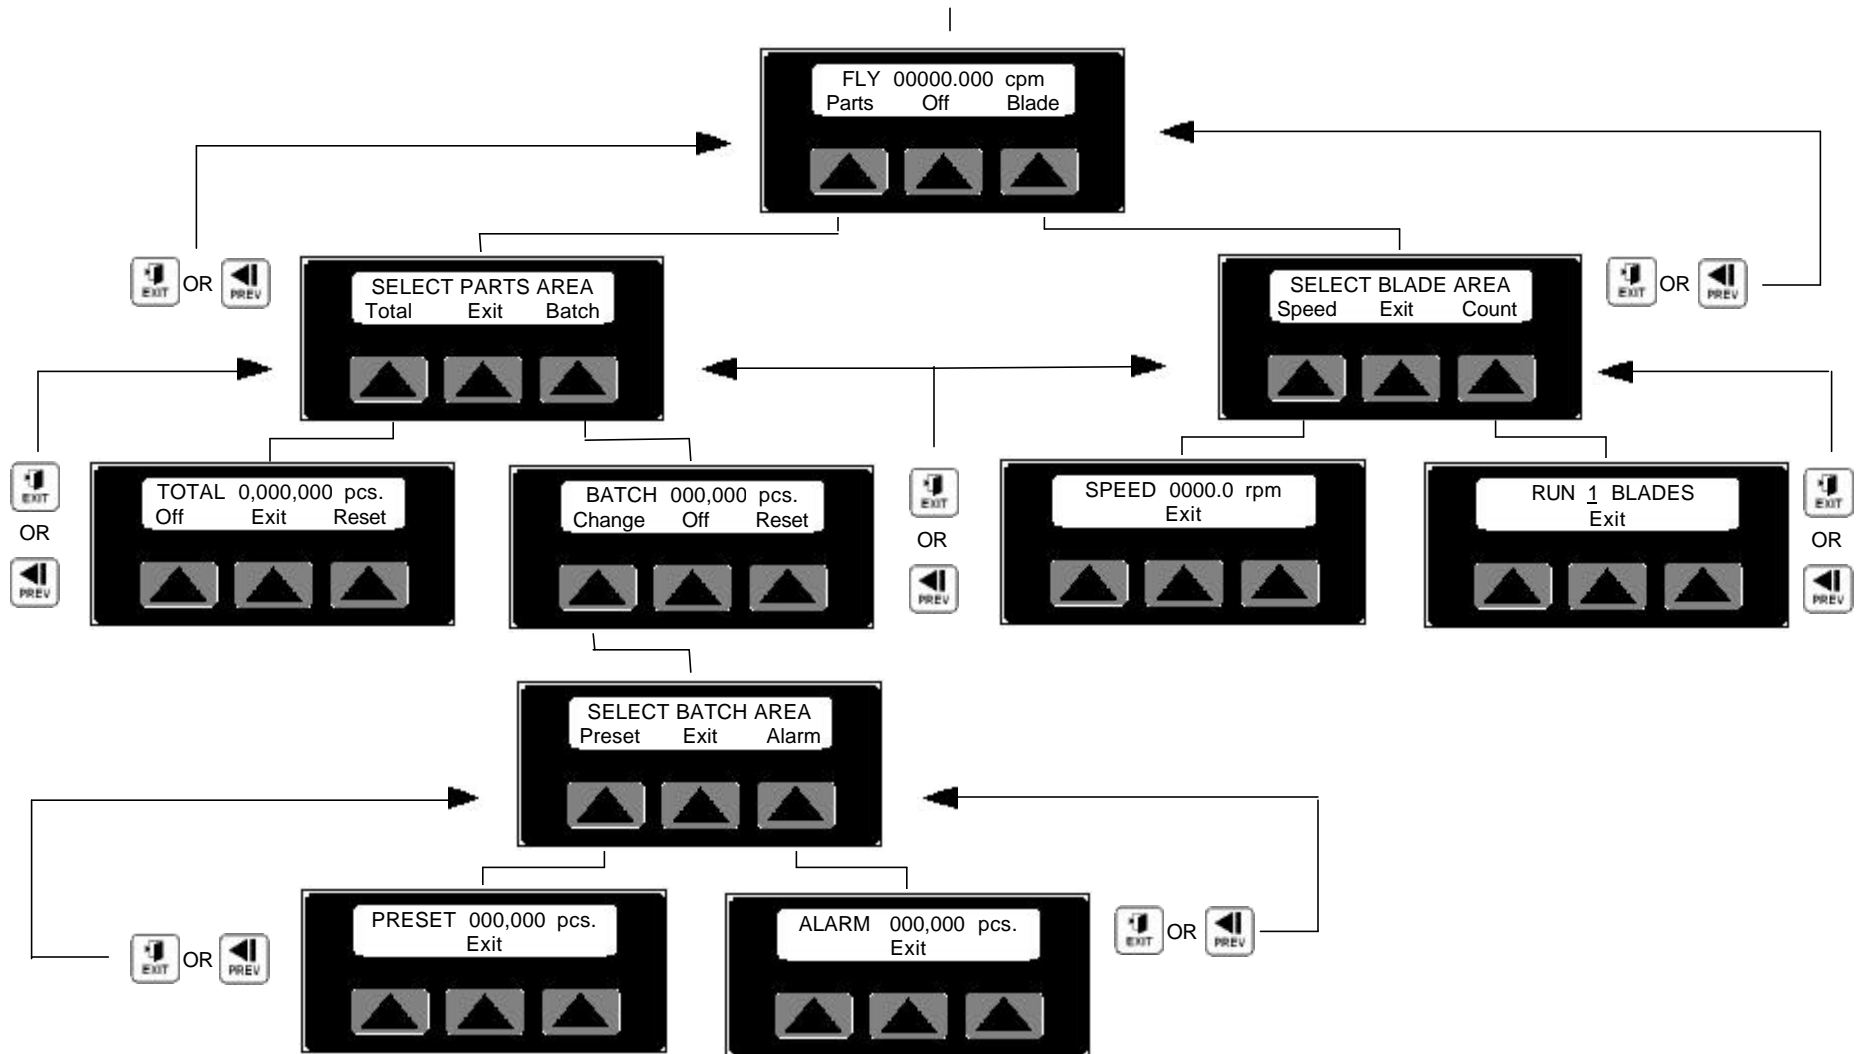 FLY 00000.000 cpm
Parts Off Blade
EXIT OR PREV
SELECT PARTS AREA
Total Exit Batch
SELECT BLADE AREA
Speed Exit Count
EXIT OR PREV
EXIT
OR
PREV
TOTAL 0,000,000 pcs.
Off Exit Reset
BATCH 000,000 pcs.
Change Off Reset
EXIT
OR
PREV
SPEED 0000.0 rpm
Exit
RUN 1 BLADES
Exit
EXIT
OR
PREV
SELECT BATCH AREA
Preset Exit Alarm
EXIT OR PREV
PRESET 000,000 pcs.
Exit
ALARM 000,000 pcs.
Exit
EXIT OR PREV